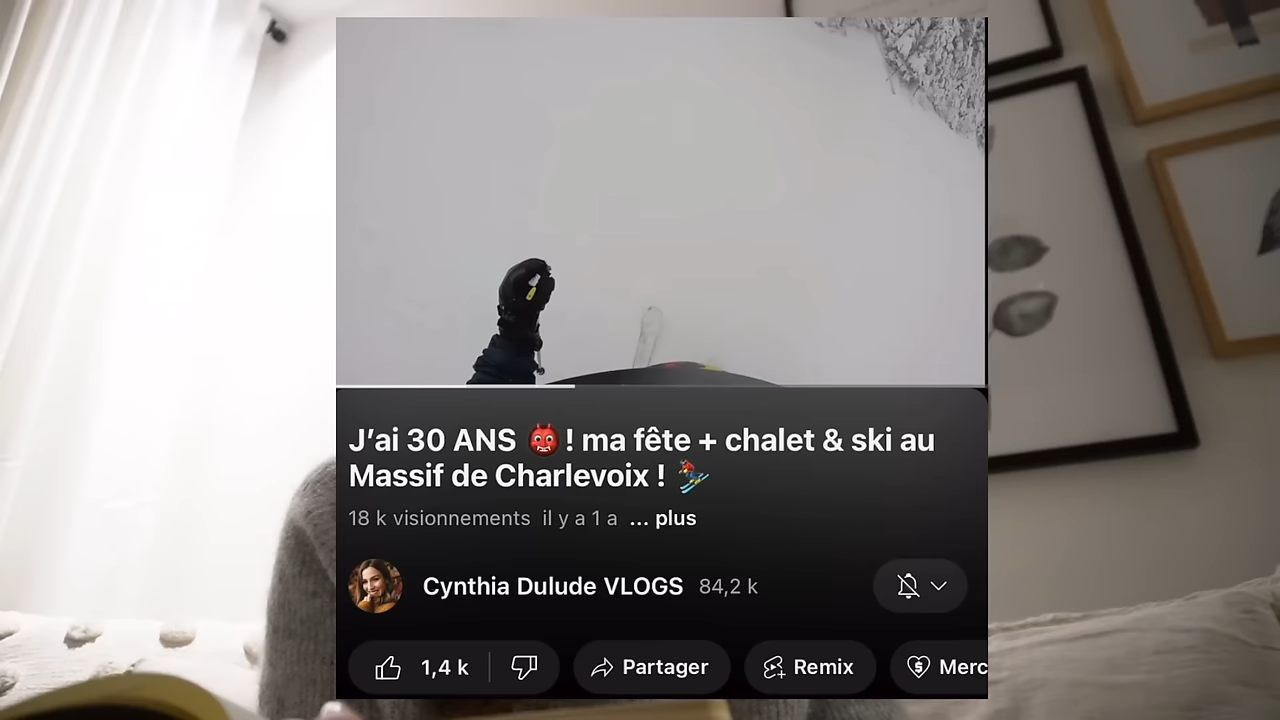 J’ai 30 ANS 👹! ma fête + chalet & ski au
Massif de Charlevoix ! ⛷️
18 k visionnements il y a 1 a ... plus
Cynthia Dulude VLOGS 84,2 k
1,4 k Partager Remix Merc